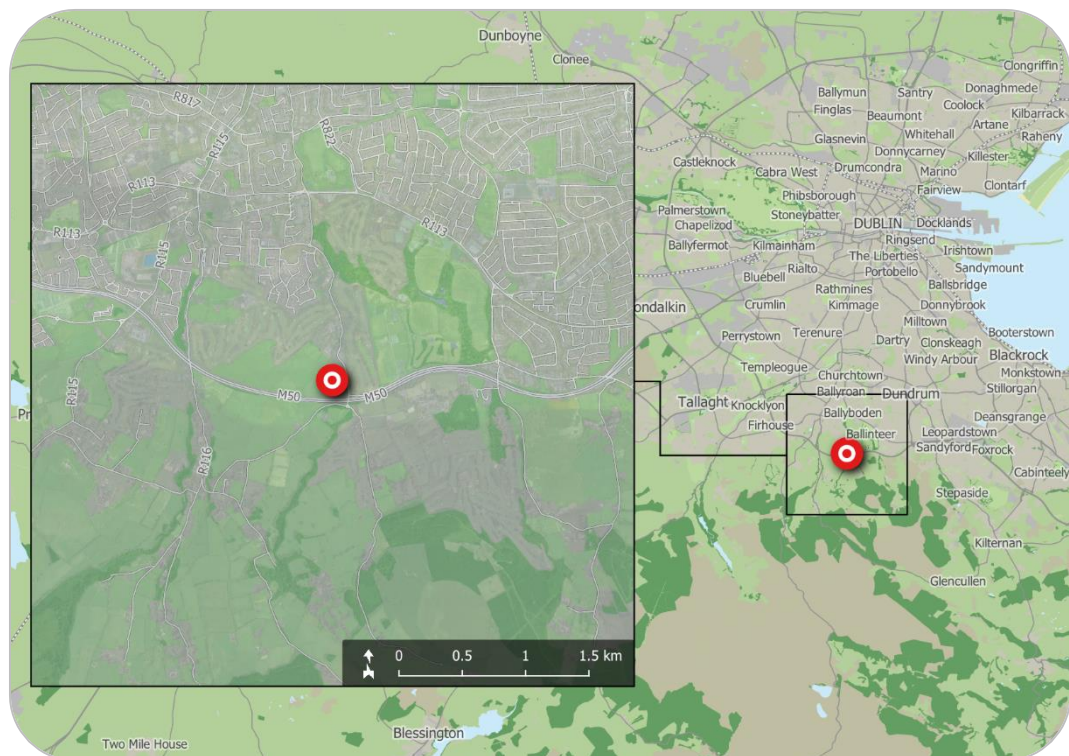 Dunboyne
Clonee
Clongriffin
Donaghmede
Ballymun
Santry
Coolock
Kilbarrack
Finglas
Beaumont
Artane
Raheny
Glasnevin
Whitehall
Donnycarney
Killester
Castleknock
Cabra West
Drumcondra
Marino
Clontarf
Phibsborough
Fairview
Palmerstown
Stoneybatter
Chapelizod
DUBLIN
Docklands
Ballyfermot
Kilmainham
Ringsend
The Liberties
Irishtown
Bluebell
Rialto
Portobello
Sandymount
Rathmines
Ballsbridge
ondalkin
Crumlin
Kimmage
Donnybrook
Milltown
Perrystown
Terenure
Dartry
Clonskeagh
Booterstown
Windy Arbour
Blackrock
Templeogue
Churchtown
Monkstown
Ballyroan
Dundrum
Stillorgan
Tallaght
Knocklyon
Ballyboden
Deansgrange
Firhouse
Ballinteer
Leopardstown
Sandyford
Foxrock
Cabinteely
Stepaside
Kilternan
Glencullen
Pr
Blessington
Two Mile House
R817
R115
R822
R113
R113
R113
R115
M50
M50
R115
R116
0 0.5 1 1.5 km